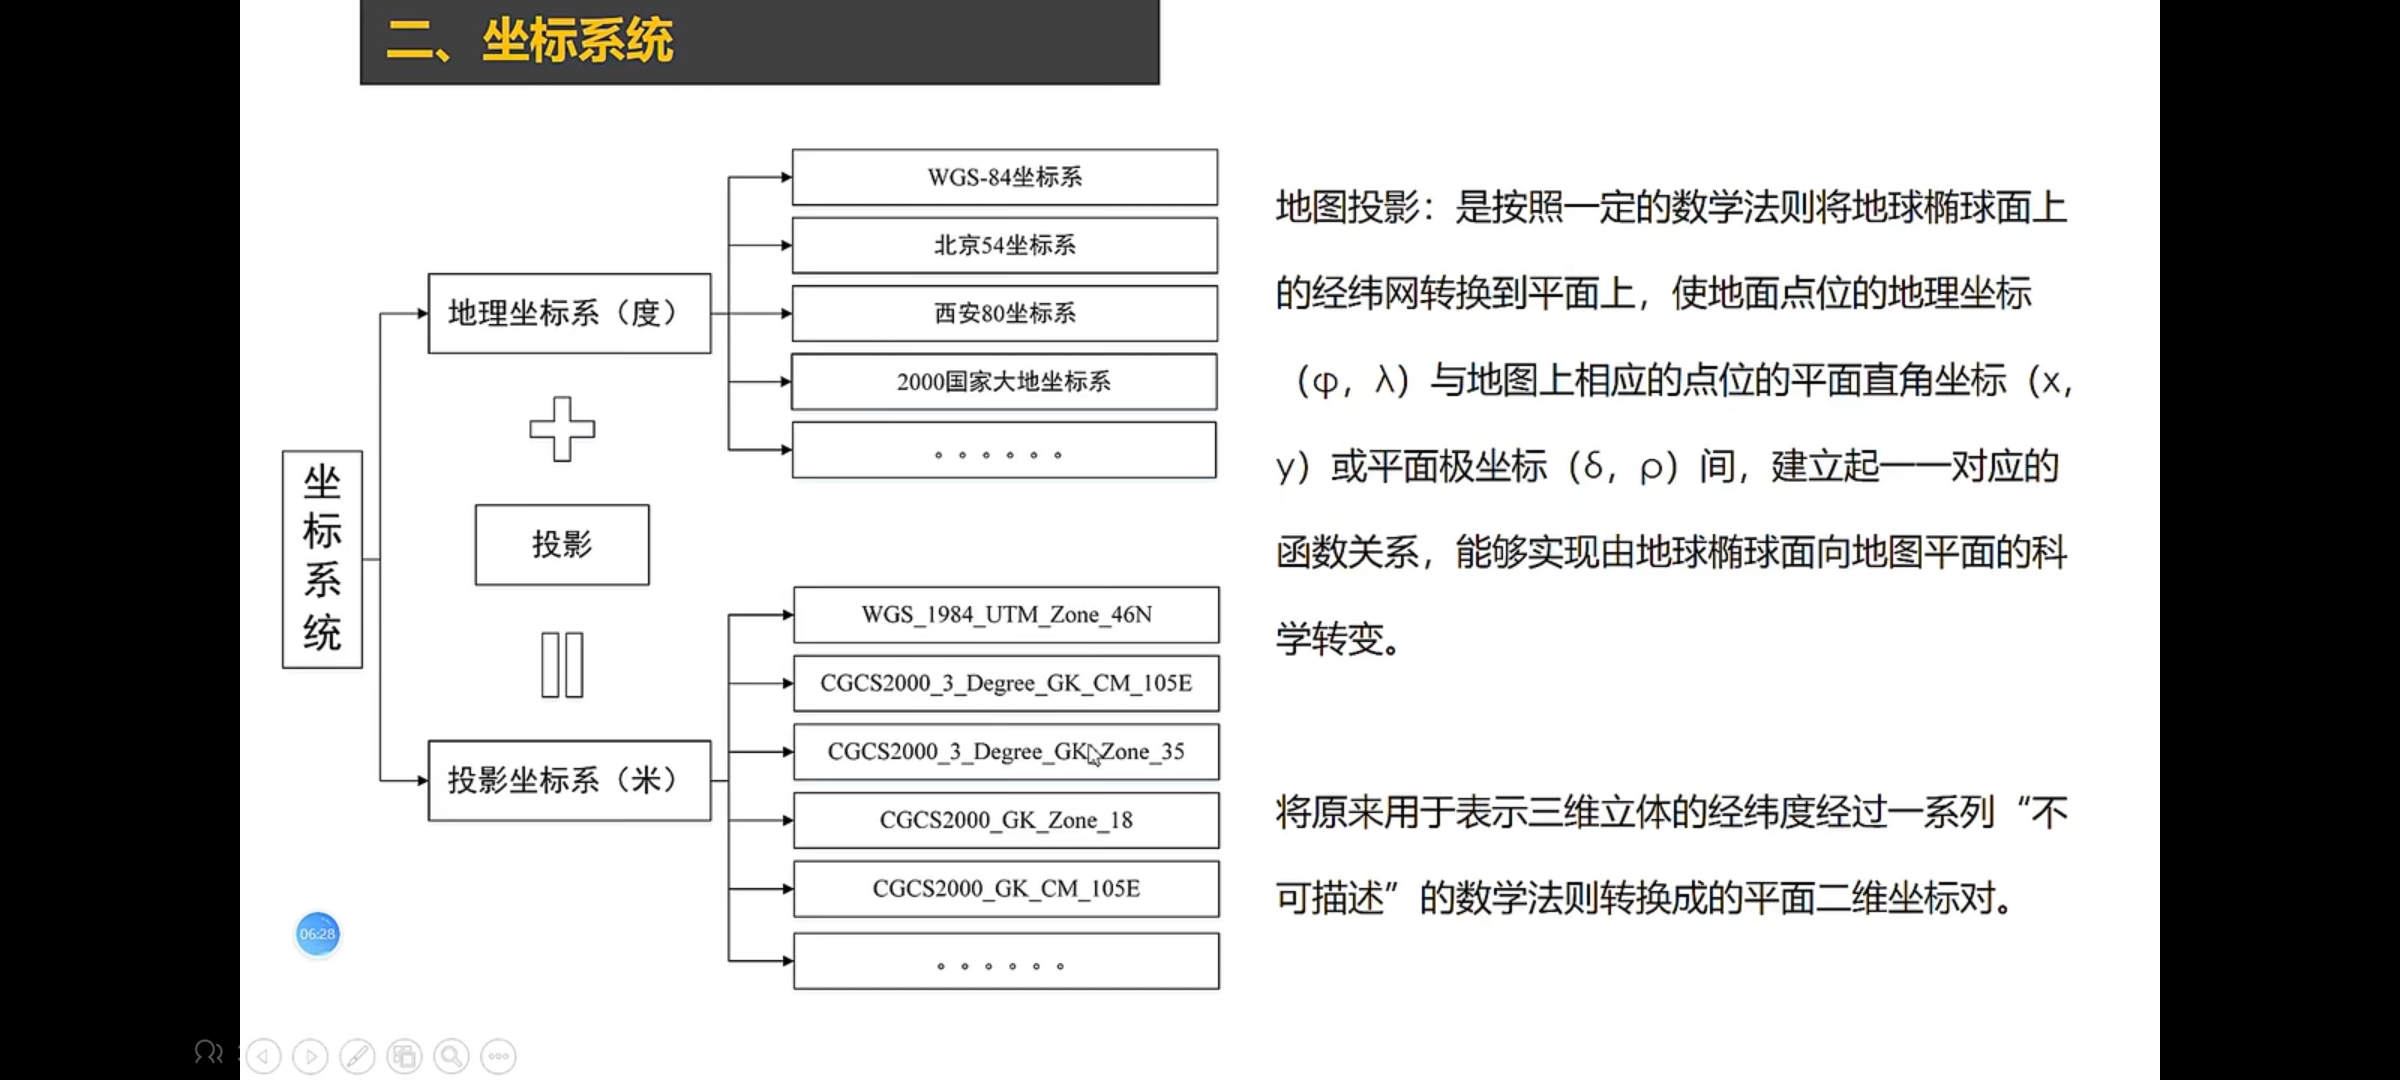 二、坐标系统
坐标系统
地理坐标系（度）
投影
投影坐标系（米）
WGS-84坐标系
北京54坐标系
西安80坐标系
2000国家大地坐标系
。。。。。。
WGS_1984_UTM_Zone_46N
CGCS2000_3_Degree_GK_CM_105E
CGCS2000_3_Degree_GK_Zone_35
CGCS2000_GK_Zone_18
CGCS2000_GK_CM_105E
。。。。。。
地图投影：是按照一定的数学法则将地球椭球面上
的经纬网转换到平面上，使地面点位的地理坐标
（φ，λ）与地图上相应的点位的平面直角坐标（x，
y）或平面极坐标（δ，ρ）间，建立起一一对应的
函数关系，能够实现由地球椭球面向地图平面的科
学转变。
将原来用于表示三维立体的经纬度经过一系列“不
可描述”的数学法则转换成的平面二维坐标对。
06:28